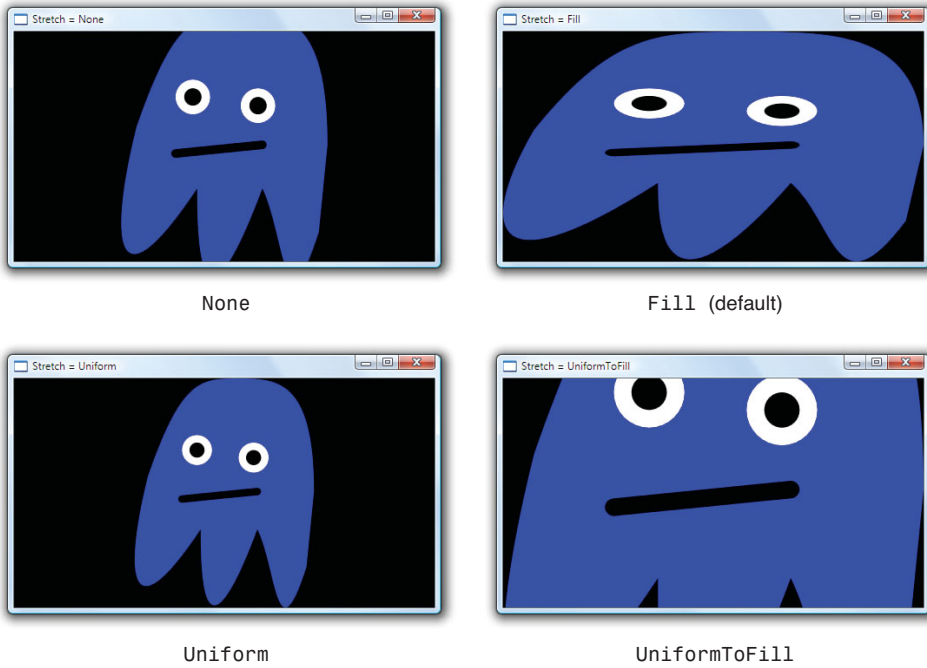 Stretch = None
Stretch = Fill
None
Fill (default)
Stretch = Uniform
Stretch = UniformToFill
Uniform
UniformToFill